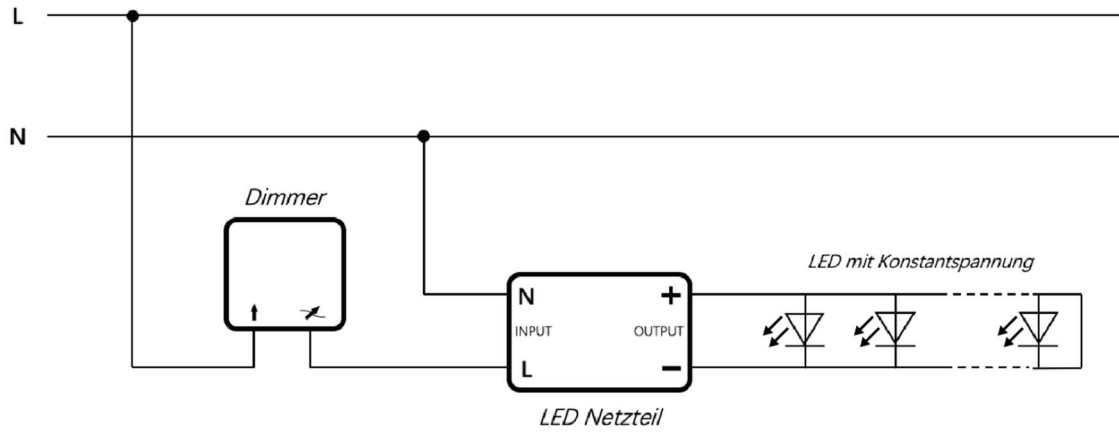 L
N
Dimmer
LED mit Konstantspannung
N +
INPUT OUTPUT
L −
LED Netzteil